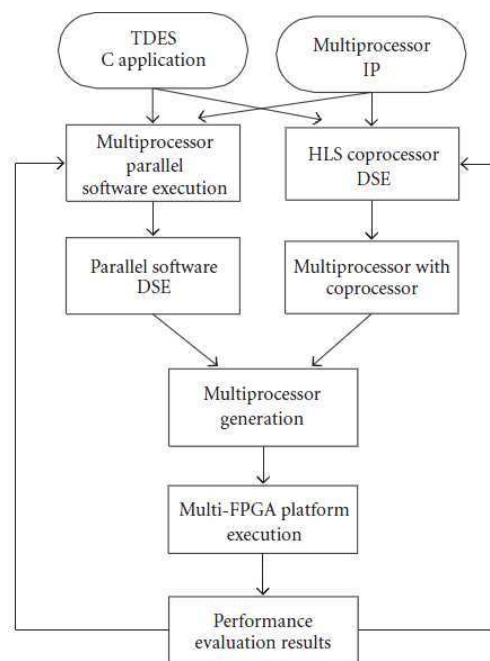 TDES
C application
Multiprocessor
IP
Multiprocessor
parallel
software execution
HLS coprocessor
DSE
Parallel software
DSE
Multiprocessor with
coprocessor
Multiprocessor
generation
Multi-FPGA platform
execution
Performance
evaluation results